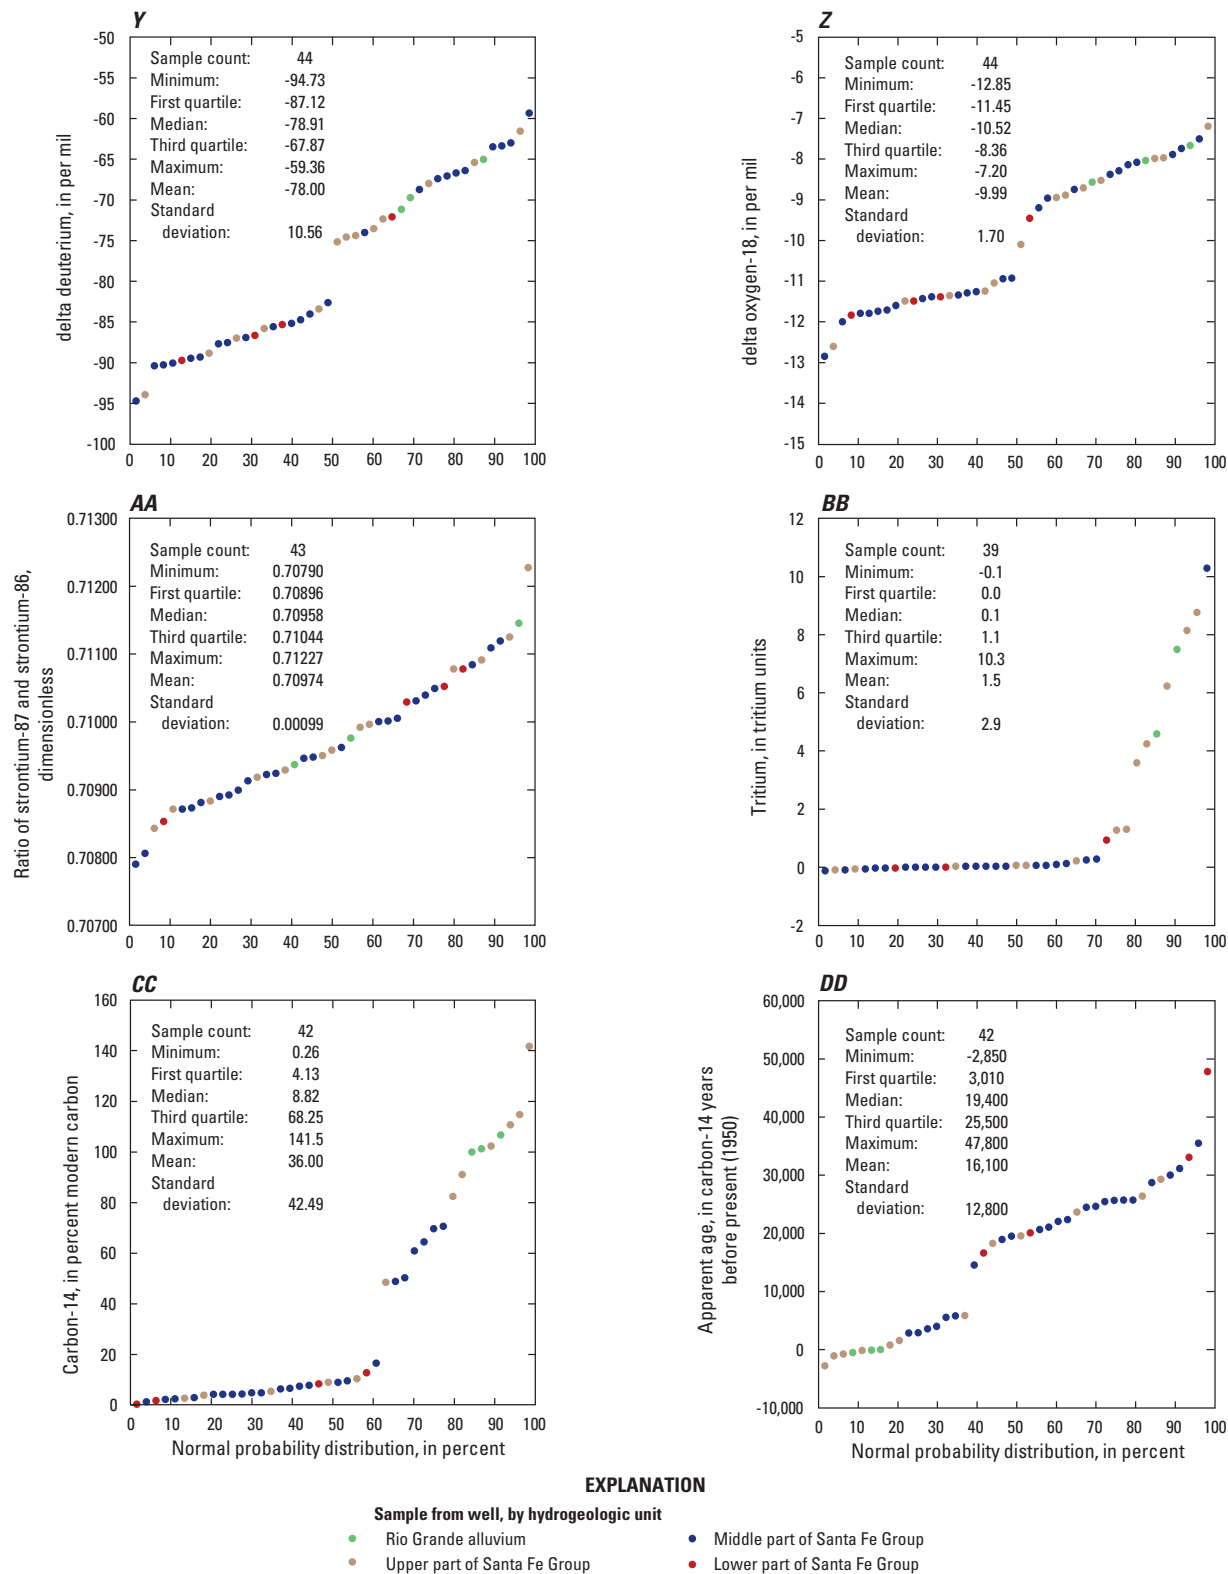 Y
-50
-55
-60
-65
-70
-75
-80
-85
-90
-95
-100
delta deuterium, in per mil
Sample count: 44
Minimum: -94.73
First quartile: -87.12
Median: -78.91
Third quartile: -67.87
Maximum: -59.36
Mean: -78.00
Standard
deviation: 10.56
0 10 20 30 40 50 60 70 80 90 100
Z
-5
-6
-7
-8
-9
-10
-11
-12
-13
-14
-15
delta oxygen-18, in per mil
Sample count: 44
Minimum: -12.85
First quartile: -11.45
Median: -10.52
Third quartile: -8.36
Maximum: -7.20
Mean: -9.99
Standard
deviation: 1.70
0 10 20 30 40 50 60 70 80 90 100
AA
0.71300
0.71200
0.71100
0.71000
0.70900
0.70800
0.70700
Ratio of strontium-87 and strontium-86,
dimensionless
Sample count: 43
Minimum: 0.70790
First quartile: 0.70896
Median: 0.70958
Third quartile: 0.71044
Maximum: 0.71227
Mean: 0.70974
Standard
deviation: 0.00099
0 10 20 30 40 50 60 70 80 90 100
BB
12
10
8
6
4
2
0
-2
Tritium, in tritium units
Sample count: 39
Minimum: -0.1
First quartile: 0.0
Median: 0.1
Third quartile: 1.1
Maximum: 10.3
Mean: 1.5
Standard
deviation: 2.9
0 10 20 30 40 50 60 70 80 90 100
CC
160
140
120
100
80
60
40
20
0
Carbon-14, in percent modern carbon
Sample count: 42
Minimum: 0.26
First quartile: 4.13
Median: 8.82
Third quartile: 68.25
Maximum: 141.5
Mean: 36.00
Standard
deviation: 42.49
0 10 20 30 40 50 60 70 80 90 100
Normal probability distribution, in percent
DD
60,000
50,000
40,000
30,000
20,000
10,000
0
-10,000
Apparent age, in carbon-14 years
before present (1950)
Sample count: 42
Minimum: -2,850
First quartile: 3,010
Median: 19,400
Third quartile: 25,500
Maximum: 47,800
Mean: 16,100
Standard
deviation: 12,800
0 10 20 30 40 50 60 70 80 90 100
Normal probability distribution, in percent
EXPLANATION
Sample from well, by hydrogeologic unit
Rio Grande alluvium
Upper part of Santa Fe Group
Middle part of Santa Fe Group
Lower part of Santa Fe Group